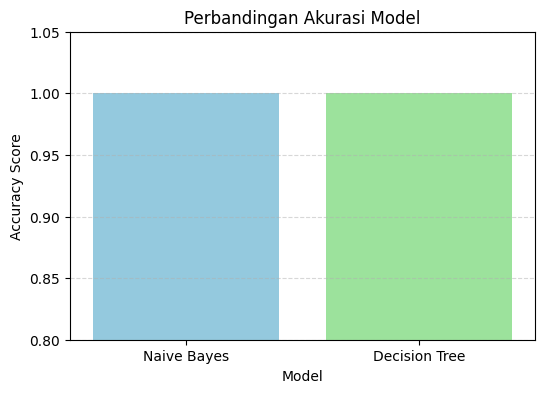 Perbandingan Akurasi Model
1.05
1.00
0.95
0.90
0.85
0.80
Accuracy Score
Naive Bayes
Decision Tree
Model